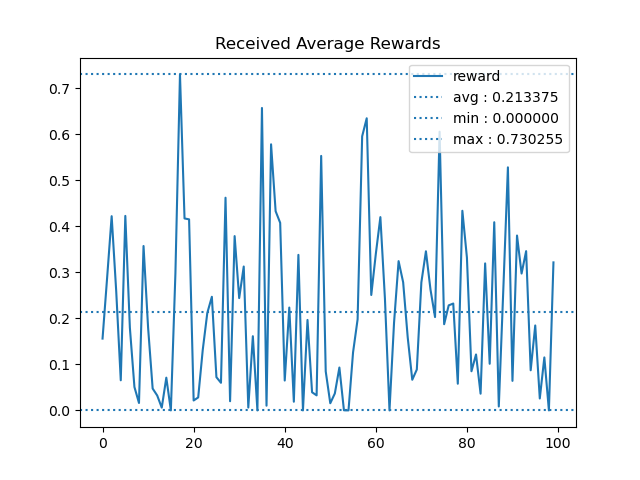 Received Average Rewards
reward
avg : 0.213375
min : 0.000000
max : 0.730255
0.7
0.6
0.5
0.4
0.3
0.2
0.1
0.0
0 20 40 60 80 100